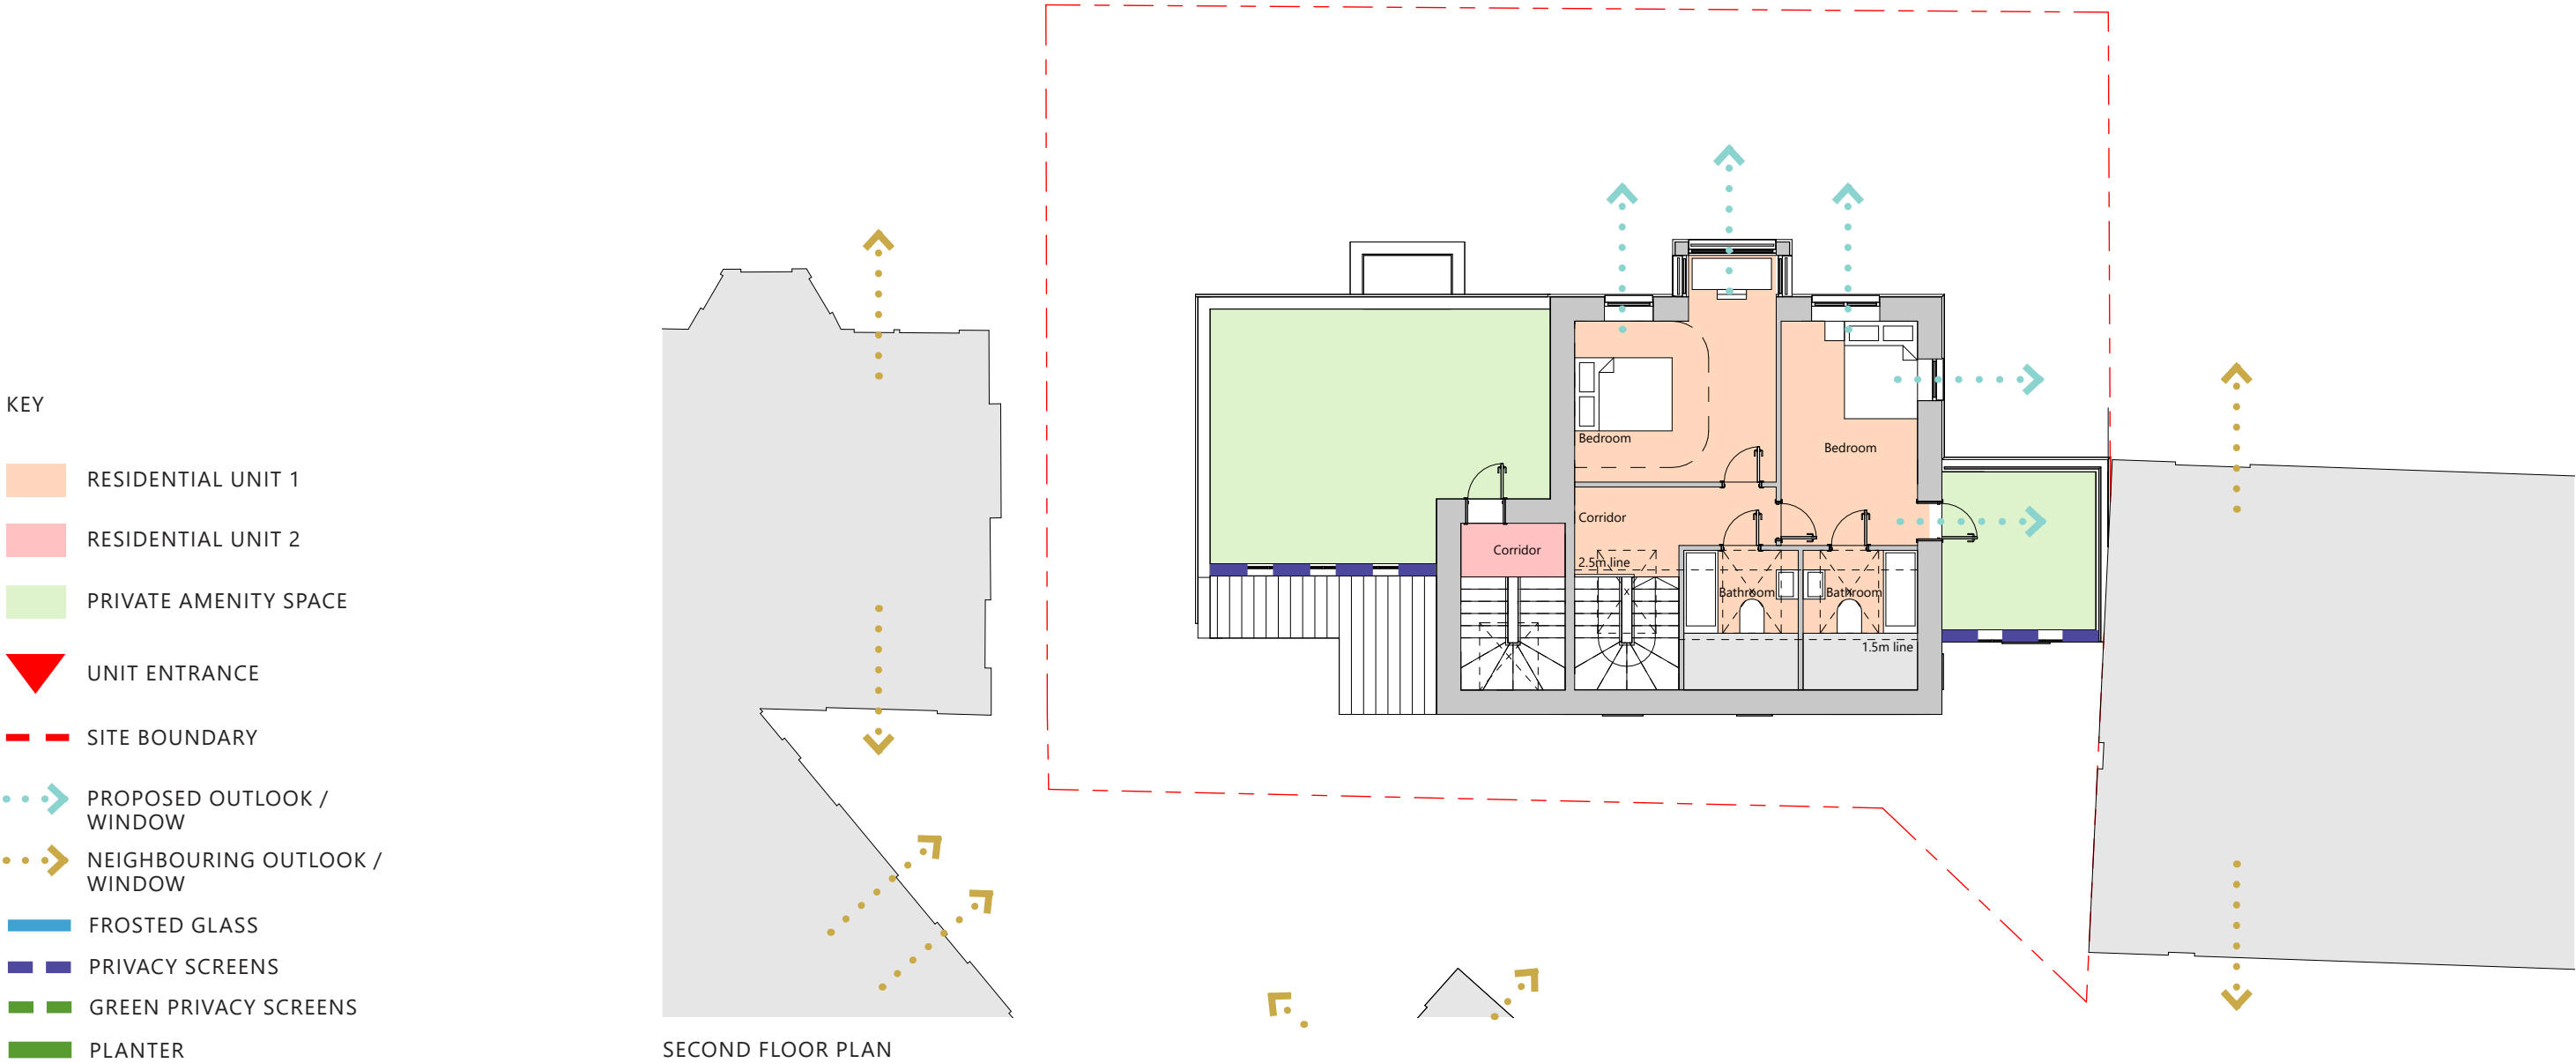 KEY
RESIDENTIAL UNIT 1
RESIDENTIAL UNIT 2
PRIVATE AMENITY SPACE
UNIT ENTRANCE
SITE BOUNDARY
PROPOSED OUTLOOK /
WINDOW
NEIGHBOURING OUTLOOK /
WINDOW
FROSTED GLASS
PRIVACY SCREENS
GREEN PRIVACY SCREENS
PLANTER
Bedroom
Bedroom
Corridor
Corridor
2.5m line
Bathroom
Bathroom
1.5m line
SECOND FLOOR PLAN